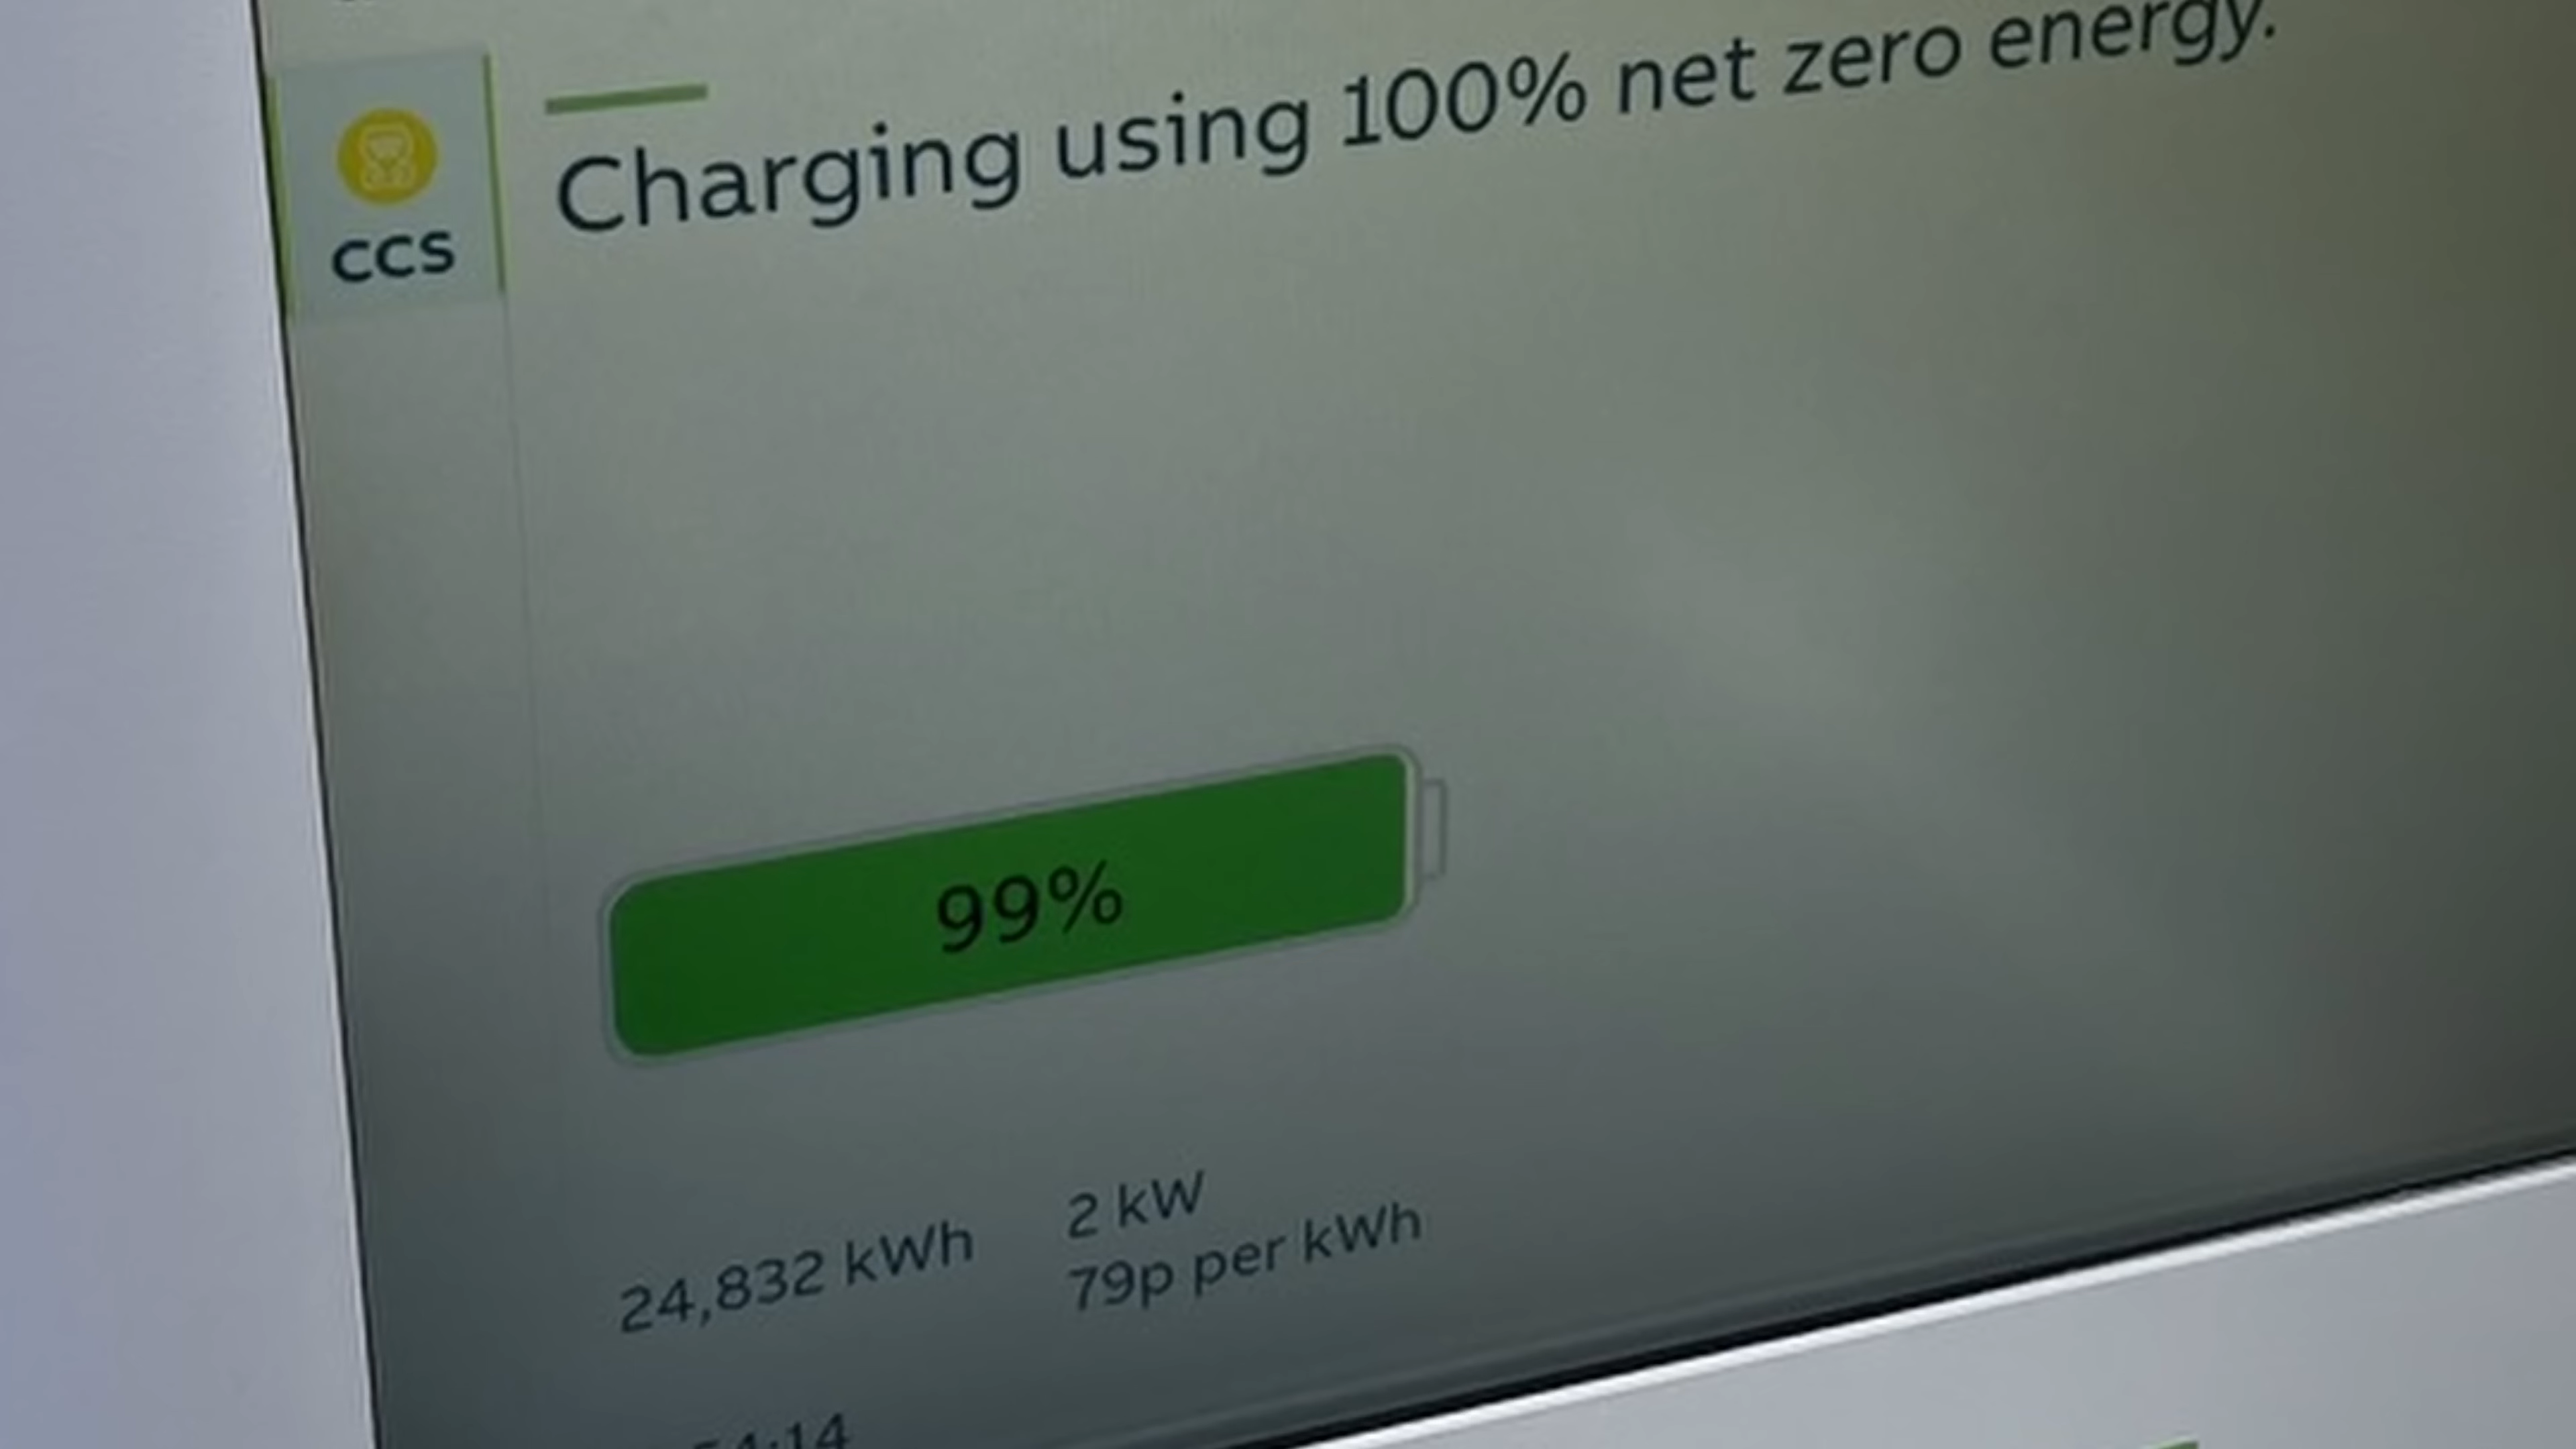 Charging using 100% net zero energy.
CCS
99%
2 kW
24,832 kWh
79p per kWh